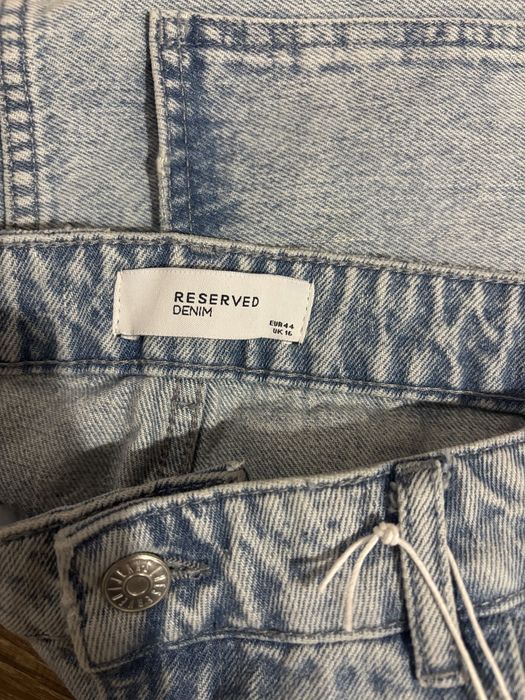 RESERVED
DENIM
EUR 44
UK 16